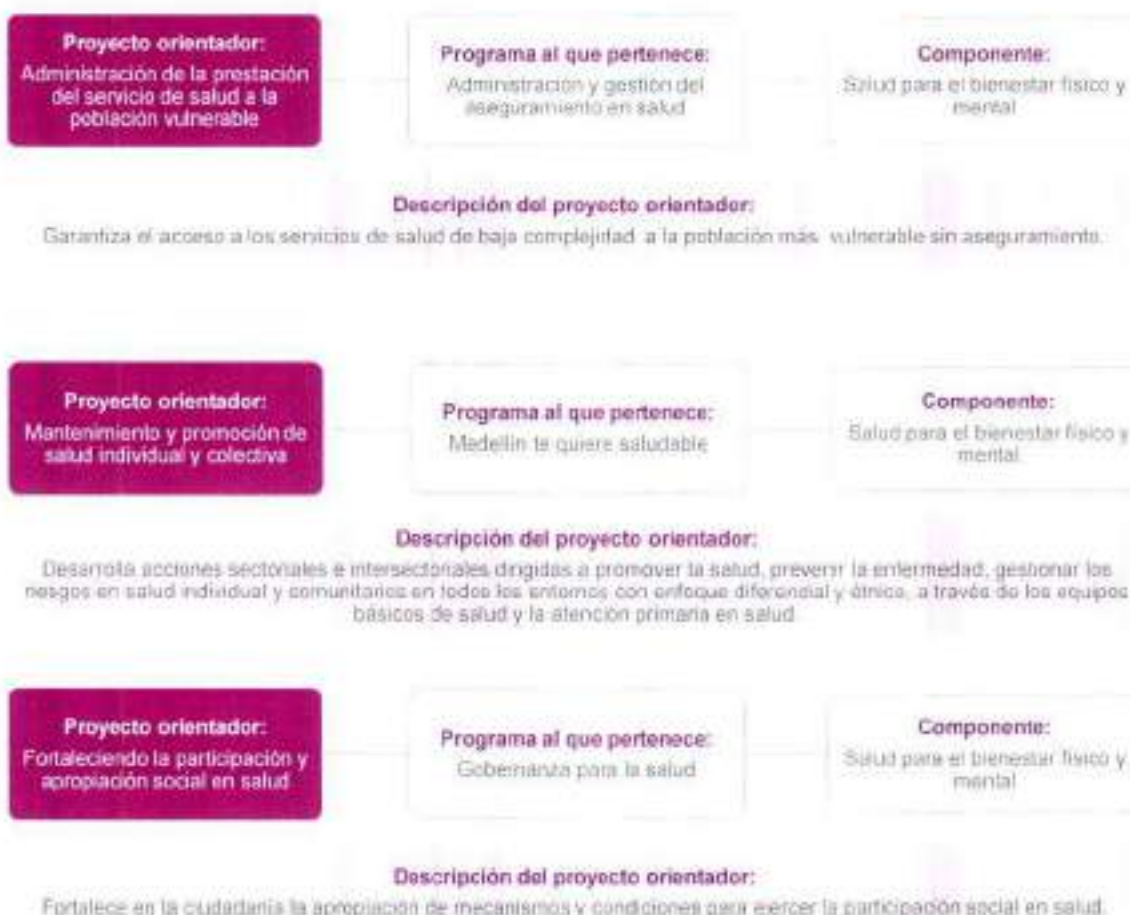 Proyecto orientador:
Administración de la prestación
del servicio de salud a la
población vulnerable
Programa al que pertenece:
Administración y gestión del
aseguramiento en salud
Componente:
Salud para el bienestar físico y
mental
Descripción del proyecto orientador:
Garantiza el acceso a los servicios de salud de baja complejidad a la población más vulnerable sin aseguramiento.
Proyecto orientador:
Mantenimiento y promoción de
salud individual y colectiva
Programa al que pertenece:
Medellín te quiere saludable
Componente:
Salud para el bienestar físico y
mental
Descripción del proyecto orientador:
Desarrolla acciones sectoriales e intersectoriales dirigidas a promover la salud, prevenir la enfermedad, gestionar los
riesgos en salud individual y comunitarios en todos los entornos con enfoque diferencial y étnico, a través de los equipos
básicos de salud y la atención primaria en salud
Proyecto orientador:
Fortaleciendo la participación y
apropiación social en salud
Programa al que pertenece:
Gobernanza para la salud
Componente:
Salud para el bienestar físico y
mental
Descripción del proyecto orientador:
Fortalece en la ciudadanía la apropiación de mecanismos y condiciones para ejercer la participación social en salud.